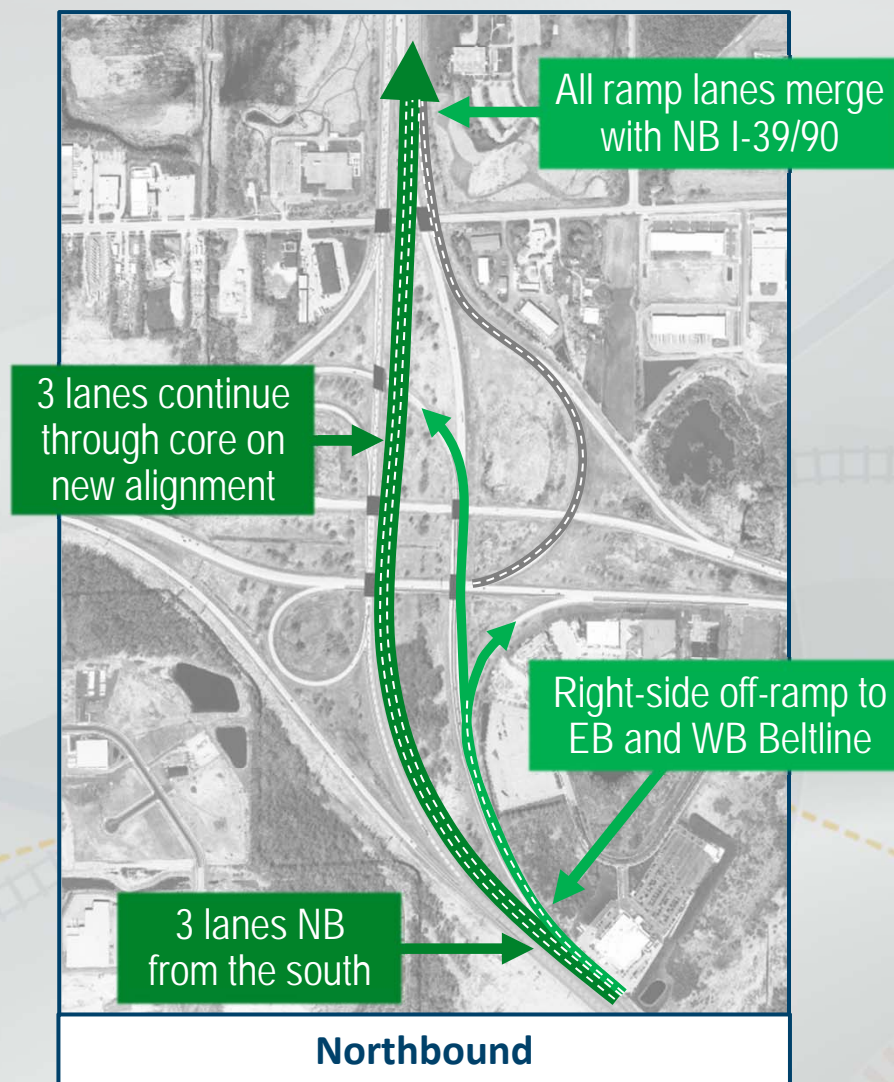 All ramp lanes merge
with NB I-39/90
3 lanes continue
through core on
new alignment
Right-side off-ramp to
EB and WB Beltline
3 lanes NB
from the south
Northbound